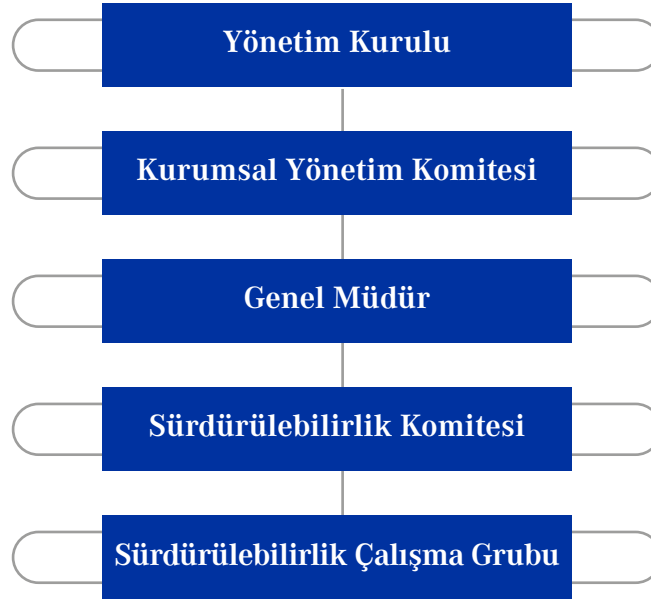 Yönetim Kurulu
Kurumsal Yönetim Komitesi
Genel Müdür
Sürdürülebilirlik Komitesi
Sürdürülebilirlik Çalışma Grubu